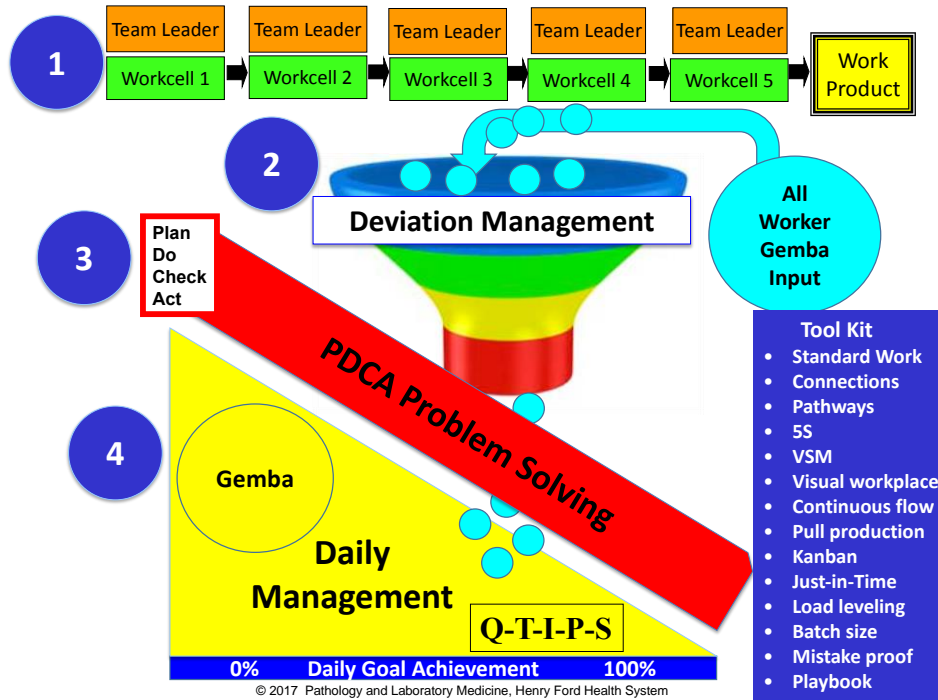 1
Team Leader
Team Leader
Team Leader
Team Leader
Team Leader
Workcell 1
Workcell 2
Workcell 3
Workcell 4
Workcell 5
Work
Product
2
Deviation Management
All
Worker
Gemba
Input
3
Plan
Do
Check
Act
PDCA Problem Solving
4
Gemba
Daily
Management
Q-T-I-P-S
0% Daily Goal Achievement 100%
Tool Kit
• Standard Work
• Connections
• Pathways
• 5S
• VSM
• Visual workplace
• Continuous flow
• Pull production
• Kanban
• Just-in-Time
• Load leveling
• Batch size
• Mistake proof
• Playbook
© 2017 Pathology and Laboratory Medicine, Henry Ford Health System